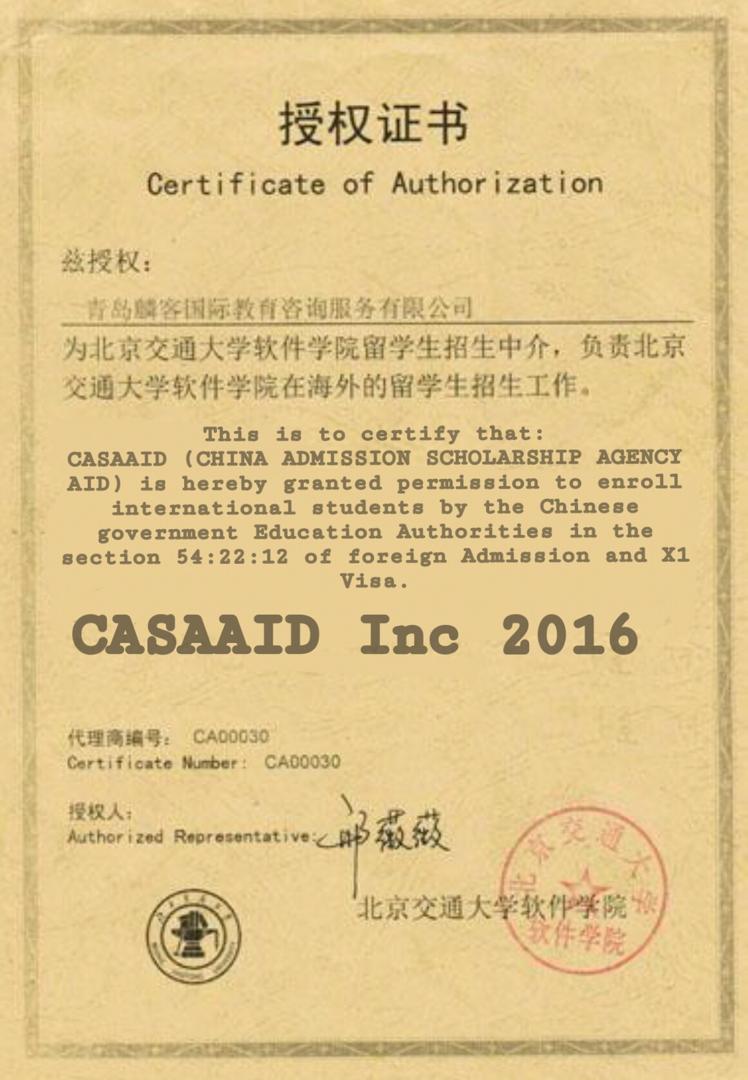 授权证书
Certificate of Authorization
兹授权：
青岛麟客国际教育咨询服务有限公司
为北京交通大学软件学院留学生招生中介，负责北京
交通大学软件学院在海外的留学生招生工作。
This is to certify that:
CASAAID (CHINA ADMISSION SCHOLARSHIP AGENCY
AID) is hereby granted permission to enroll
international students by the Chinese
government Education Authorities in the
section 54:22:12 of foreign Admission and X1
Visa.
CASAAID Inc 2016
代理商编号： CA00030
Certificate Number: CA00030
授权人：
Authorized Representative:
北京交通大学软件学院
北京交通大学
软件学院